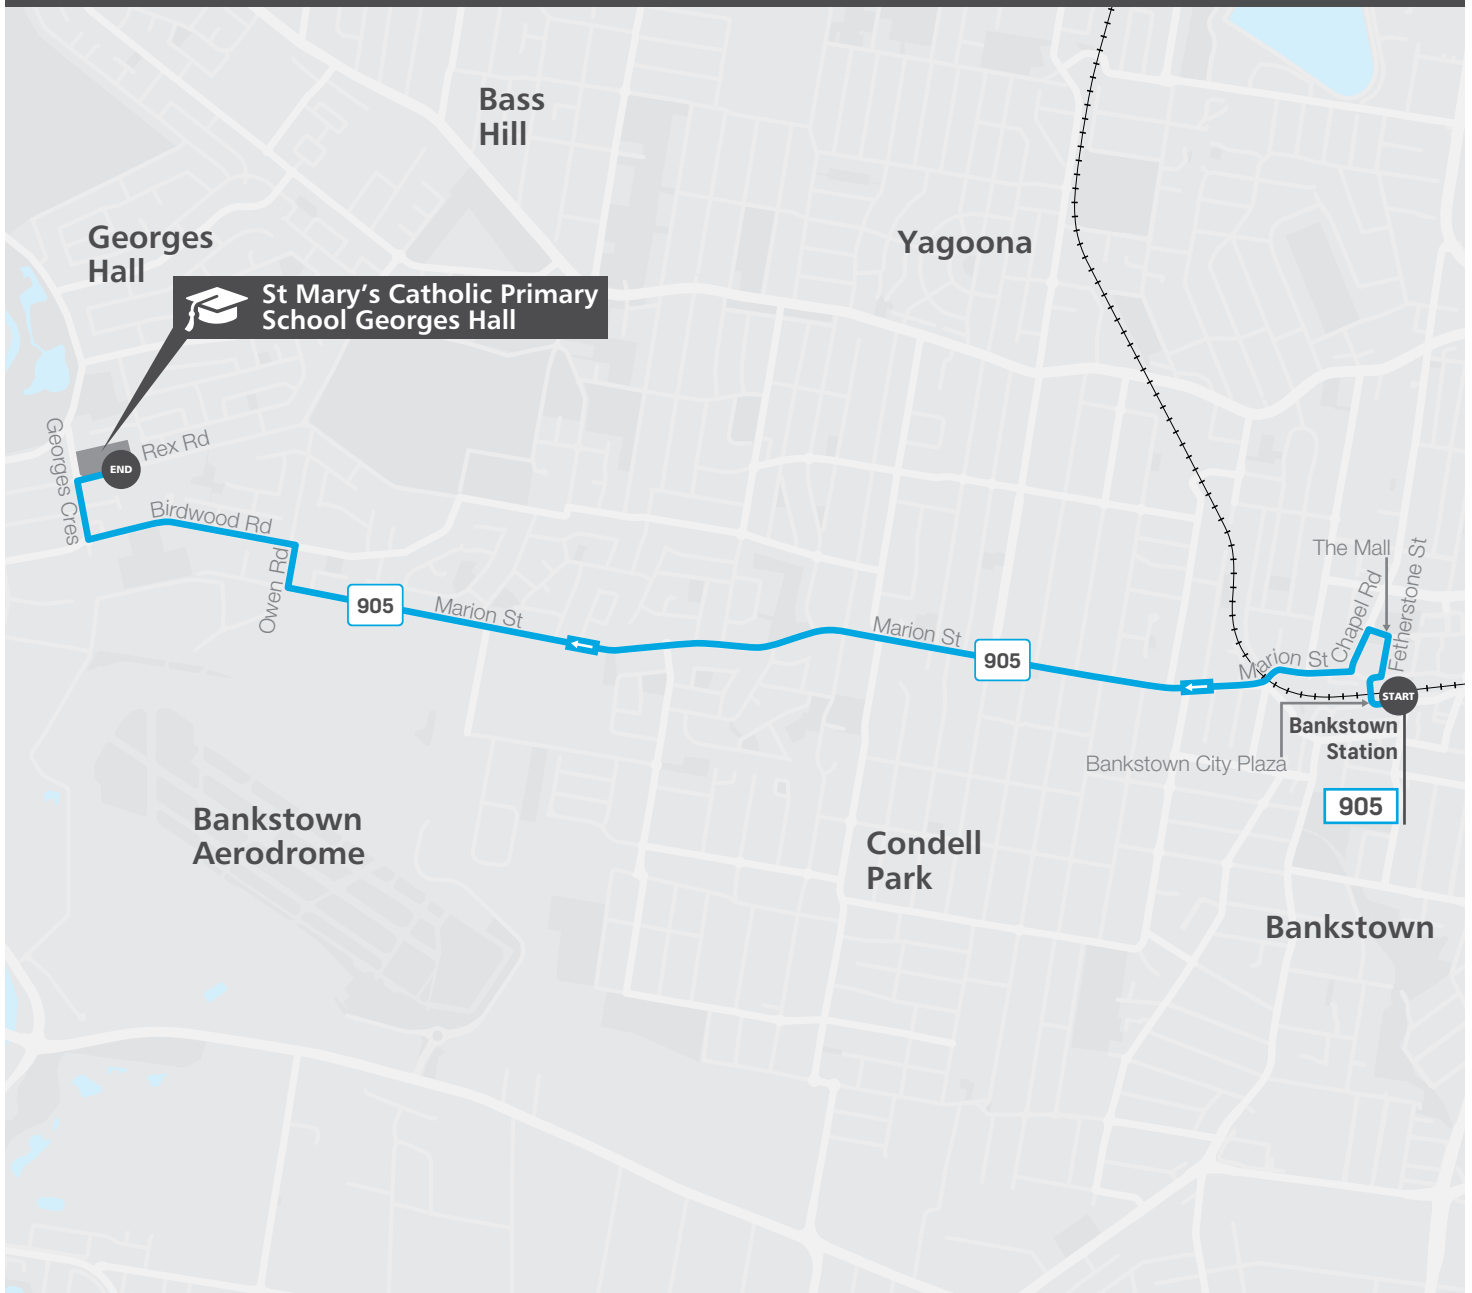 Bass
Hill
Georges
Hall
Yagoona
St Mary's Catholic Primary
School Georges Hall
Georges Cres
Rex Rd
END
Birdwood Rd
Owen Rd
905
Marion St
Marion St
905
The Mall
Fetherstone St
Chapel Rd
Marion St
START
Bankstown
Station
Bankstown City Plaza
905
Bankstown
Aerodrome
Condell
Park
Bankstown